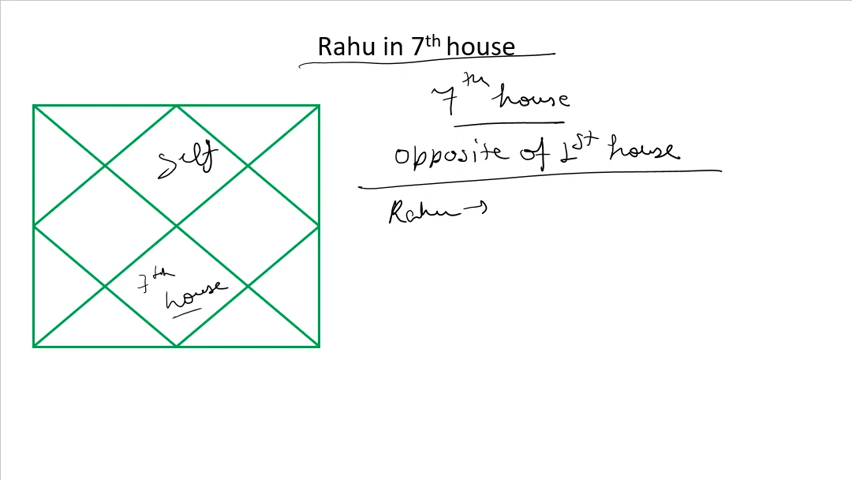 Rahu in 7th house
7th house
opposite of 1st house
Rahu →
self
7th
house